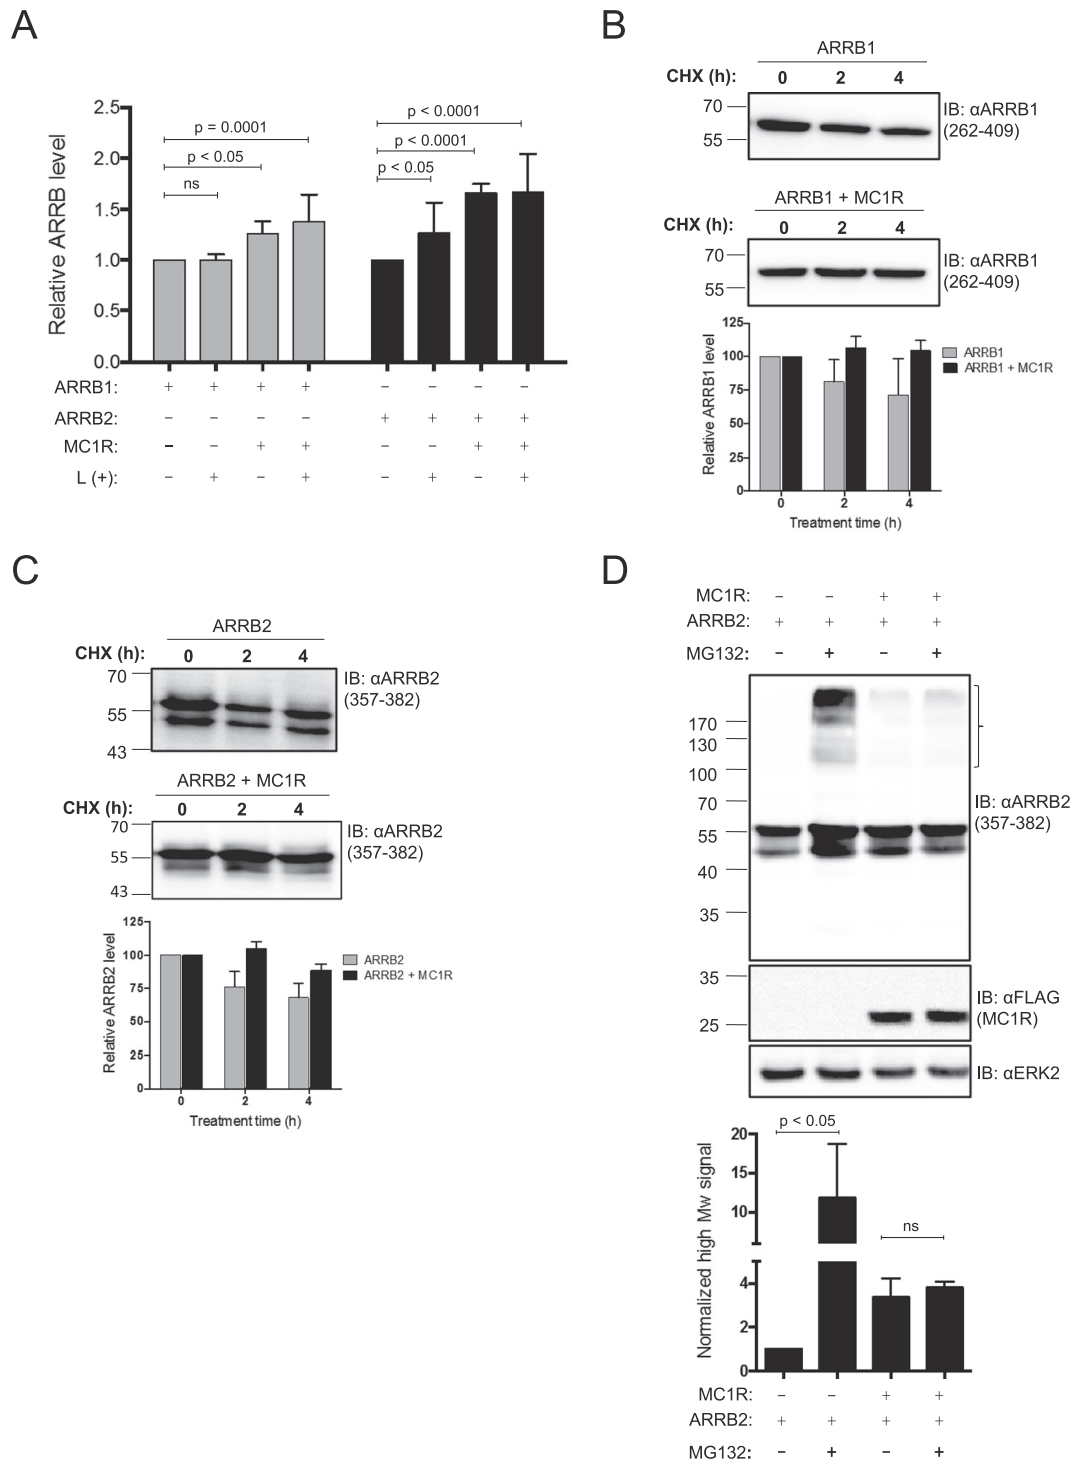 A
2.5
2.0
1.5
1.0
0.5
0.0
Relative ARRB level
p = 0.0001
p < 0.05
ns
p < 0.0001
p < 0.0001
p < 0.05
ARRB1: + + + + – – – –
ARRB2: – – – – + + + +
MC1R: – – + + – – + +
L (+): – + – + – + – +
B
ARRB1
CHX (h): 0 2 4
70
55
IB: αARRB1
(262-409)
ARRB1 + MC1R
CHX (h): 0 2 4
70
55
IB: αARRB1
(262-409)
125
100
75
50
25
0
Relative ARRB1 level
ARRB1
ARRB1 + MC1R
0 2 4
Treatment time (h)
C
ARRB2
CHX (h): 0 2 4
70
55
43
IB: αARRB2
(357-382)
ARRB2 + MC1R
CHX (h): 0 2 4
70
55
43
IB: αARRB2
(357-382)
125
100
75
50
25
0
Relative ARRB2 level
ARRB2
ARRB2 + MC1R
0 2 4
Treatment time (h)
D
MC1R: – – + +
ARRB2: + + + +
MG132: – + – +
170
130
100
70
55
40
35
IB: αARRB2
(357-382)
35
25
IB: αFLAG
(MC1R)
IB: αERK2
p < 0.05
ns
20
15
10
4
2
0
Normalized high Mw signal
MC1R: – – + +
ARRB2: + + + +
MG132: – + – +